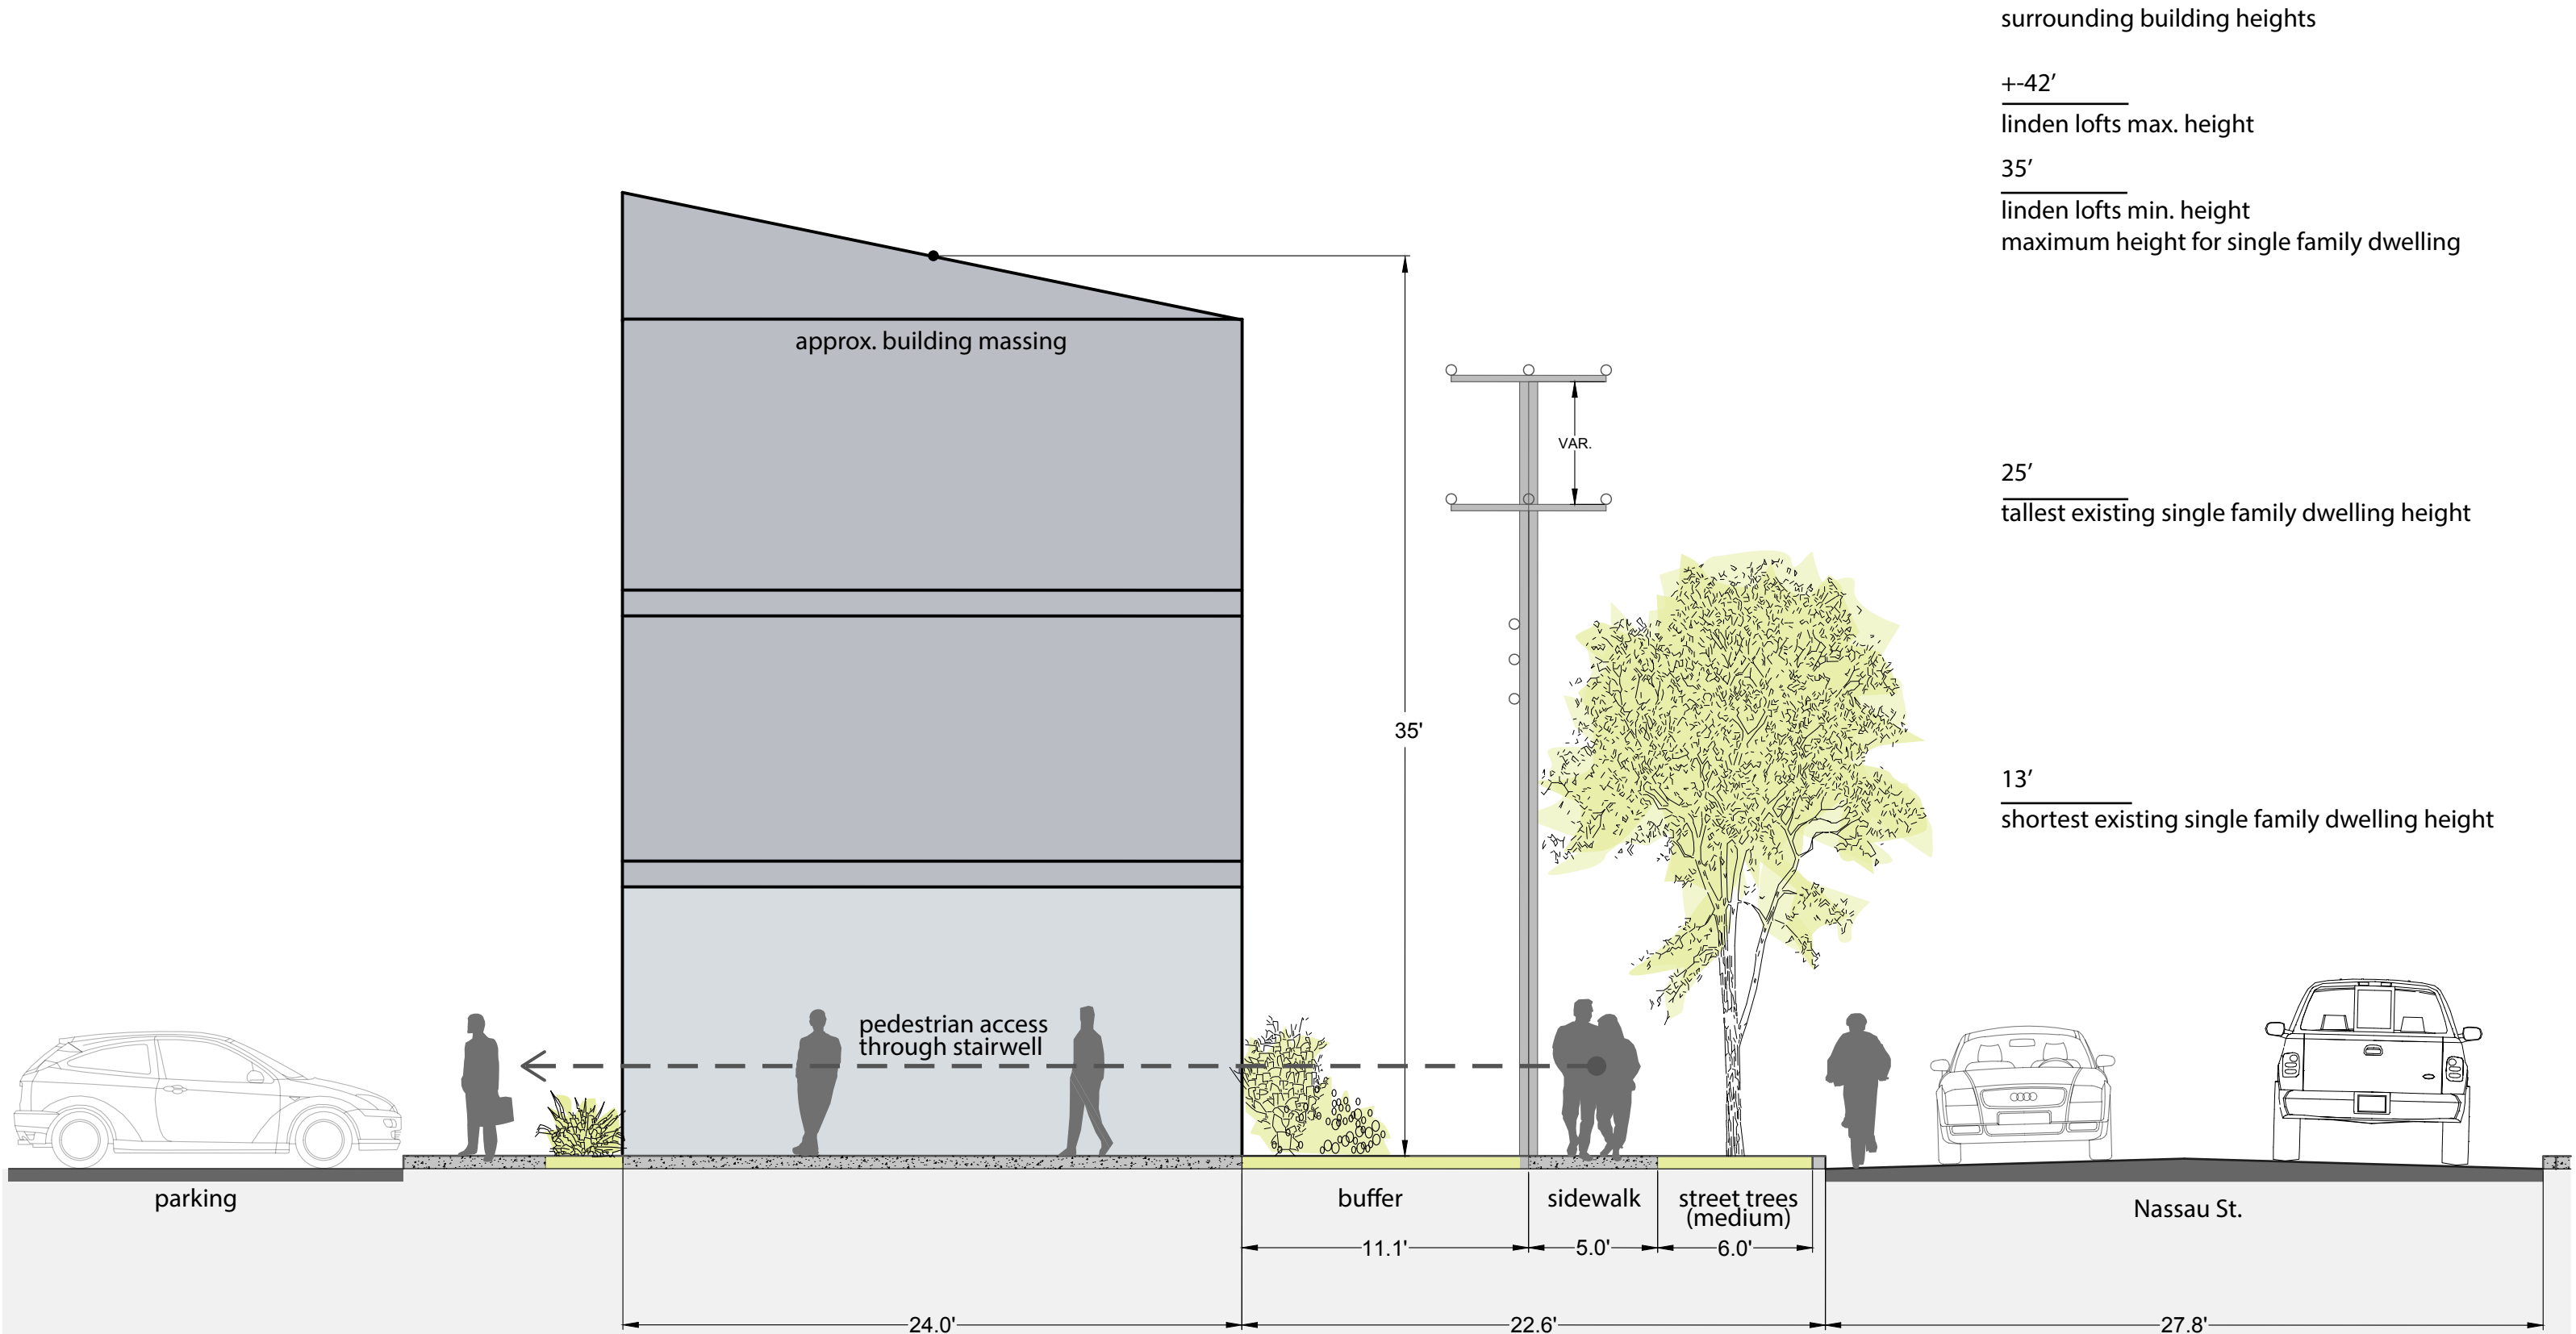 surrounding building heights
+-42’
linden lofts max. height
35’
linden lofts min. height
maximum height for single family dwelling
approx. building massing
VAR.
25’
tallest existing single family dwelling height
35'
13’
shortest existing single family dwelling height
pedestrian access
through stairwell
parking
buffer
sidewalk
street trees
(medium)
Nassau St.
11.1'
5.0'
6.0'
24.0'
22.6'
27.8'